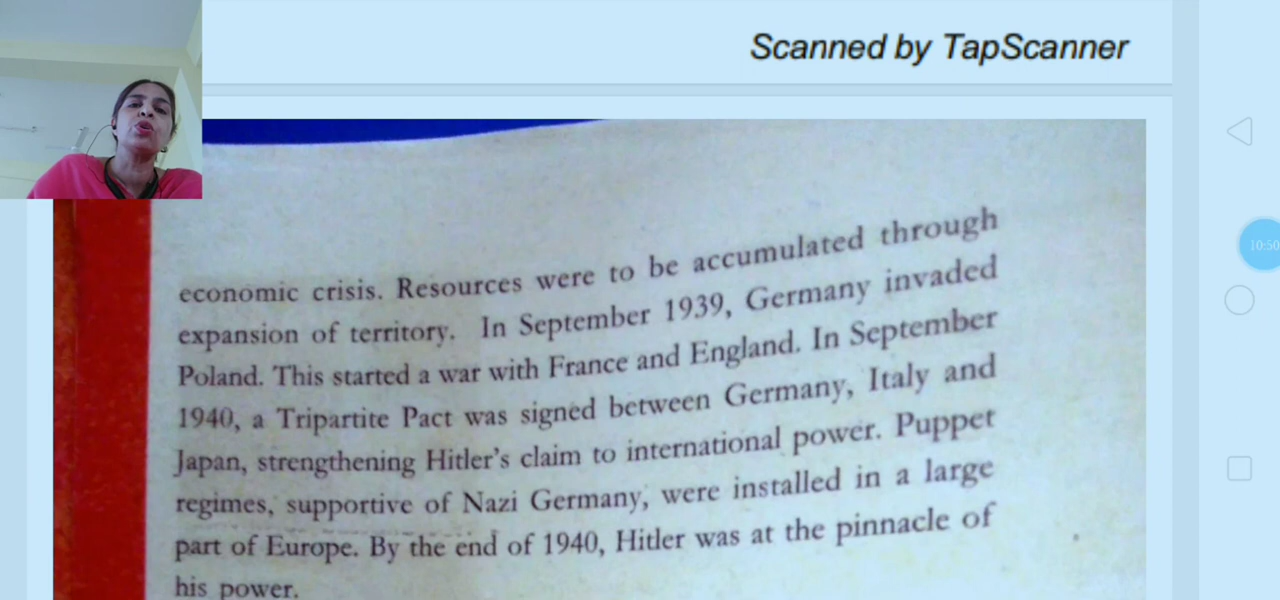 Scanned by TapScanner
10:50
economic crisis. Resources were to be accumulated through
expansion of territory. In September 1939, Germany invaded
Poland. This started a war with France and England. In September
1940, a Tripartite Pact was signed between Germany, Italy and
Japan, strengthening Hitler's claim to international power. Puppet
regimes, supportive of Nazi Germany, were installed in a large
part of Europe. By the end of 1940, Hitler was at the pinnacle of
his power.